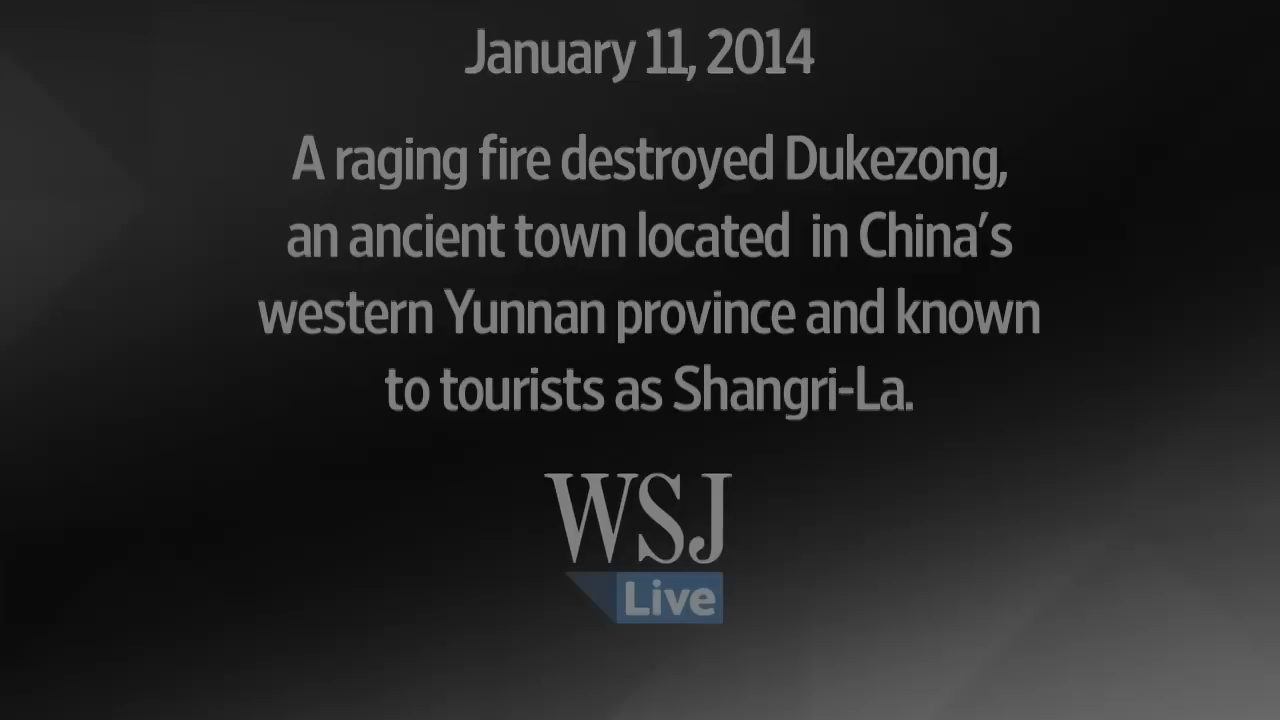 January 11, 2014
A raging fire destroyed Dukezong,
an ancient town located  in China′s
western Yunnan province and known
to tourists as Shangri-La.
WSJ
Live